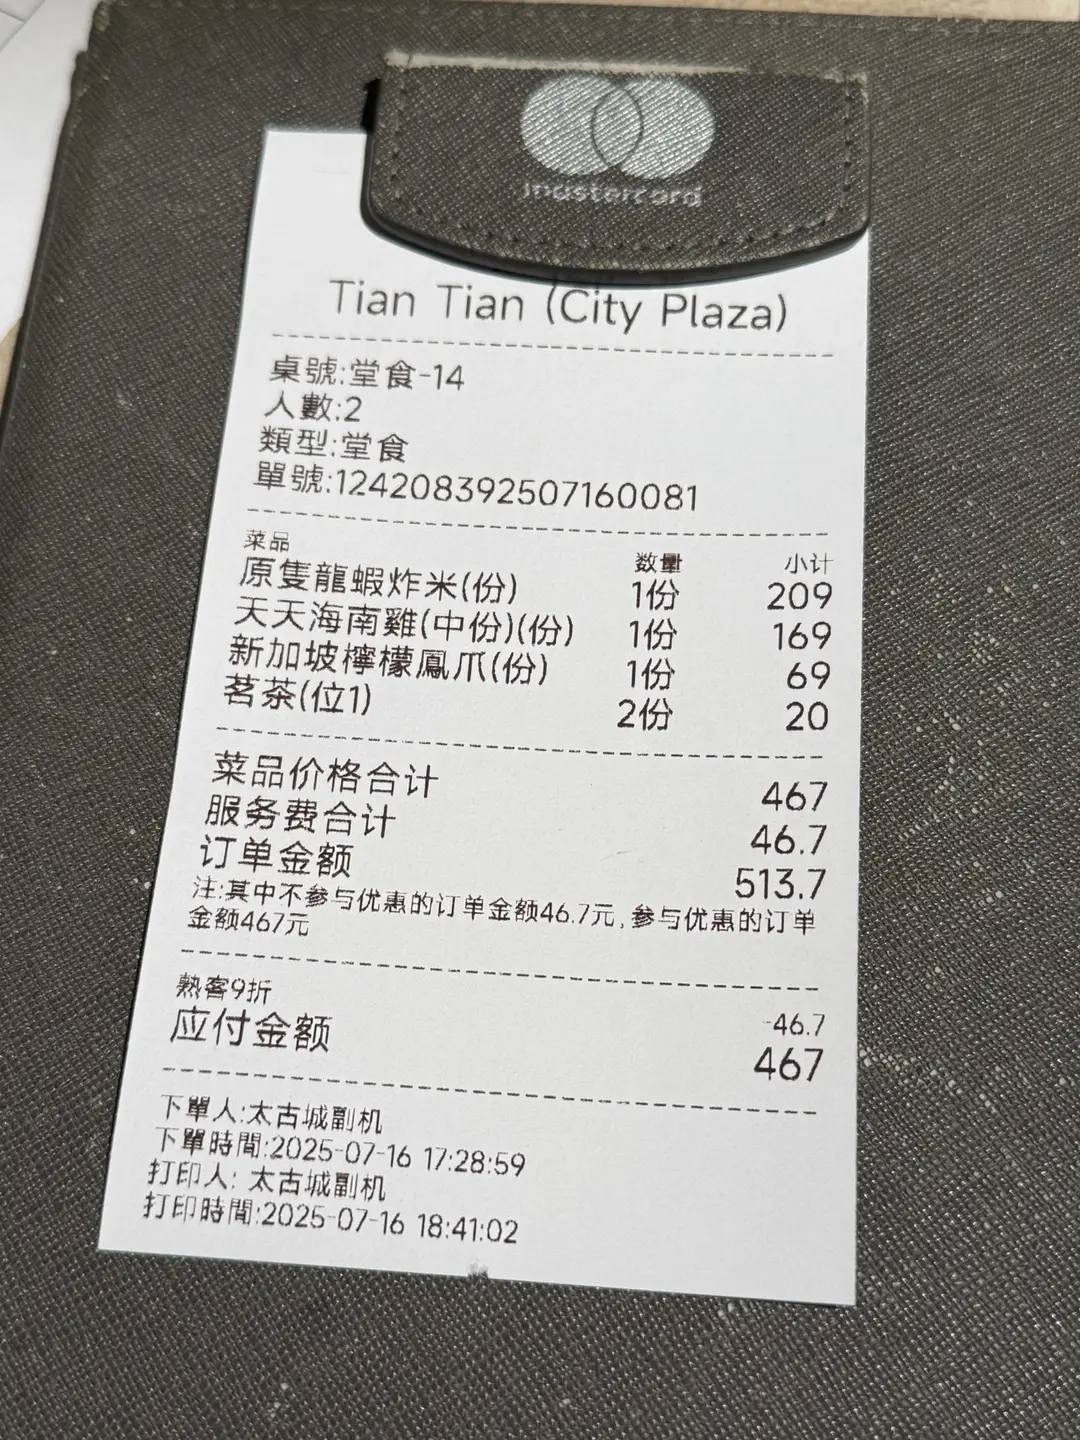 mastercard
Tian Tian (City Plaza)
桌號:堂食-14
人數:2
類型:堂食
單號:1242083925071600​81
菜品 数量 小计
原隻龍蝦炸米(份) 1份 209
天天海南雞(中份)(份) 1份 169
新加坡檸檬鳳爪(份) 1份 69
茗茶(位1) 2份 20
菜品价格合计 467
服务费合计 46.7
订单金额 513.7
注:其中不参与优惠的订单金额46.7元,参与优惠的订单
金额467元
熟客9折 -46.7
应付金额 467
下單人:太古城副机
下單時間:2025-07-16 17:28:59
打印人: 太古城副机
打印時間:2025-07-16 18:41:02